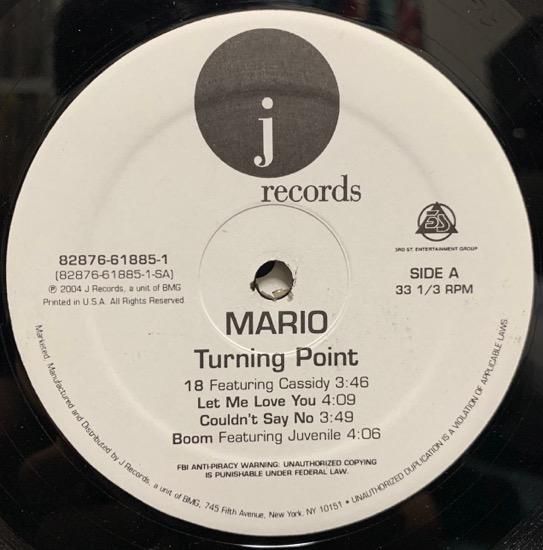 j
records
3S
3RD ST. ENTERTAINMENT GROUP
82876-61885-1
(82876-61885-1-SA)
℗ 2004 J Records, a unit of BMG
Printed in U.S.A. All Rights Reserved.
SIDE A
33 1/3 RPM
MARIO
Turning Point
18 Featuring Cassidy 3:46
Let Me Love You 4:09
Couldn't Say No 3:49
Boom Featuring Juvenile 4:06
FBI ANTI-PIRACY WARNING: UNAUTHORIZED COPYING
IS PUNISHABLE UNDER FEDERAL LAW.
Marketed, Manufactured and Distributed by J Records, a unit of BMG, 745 Fifth Avenue, New York, NY 10151 • UNAUTHORIZED DUPLICATION IS A VIOLATION OF APPLICABLE LAWS.